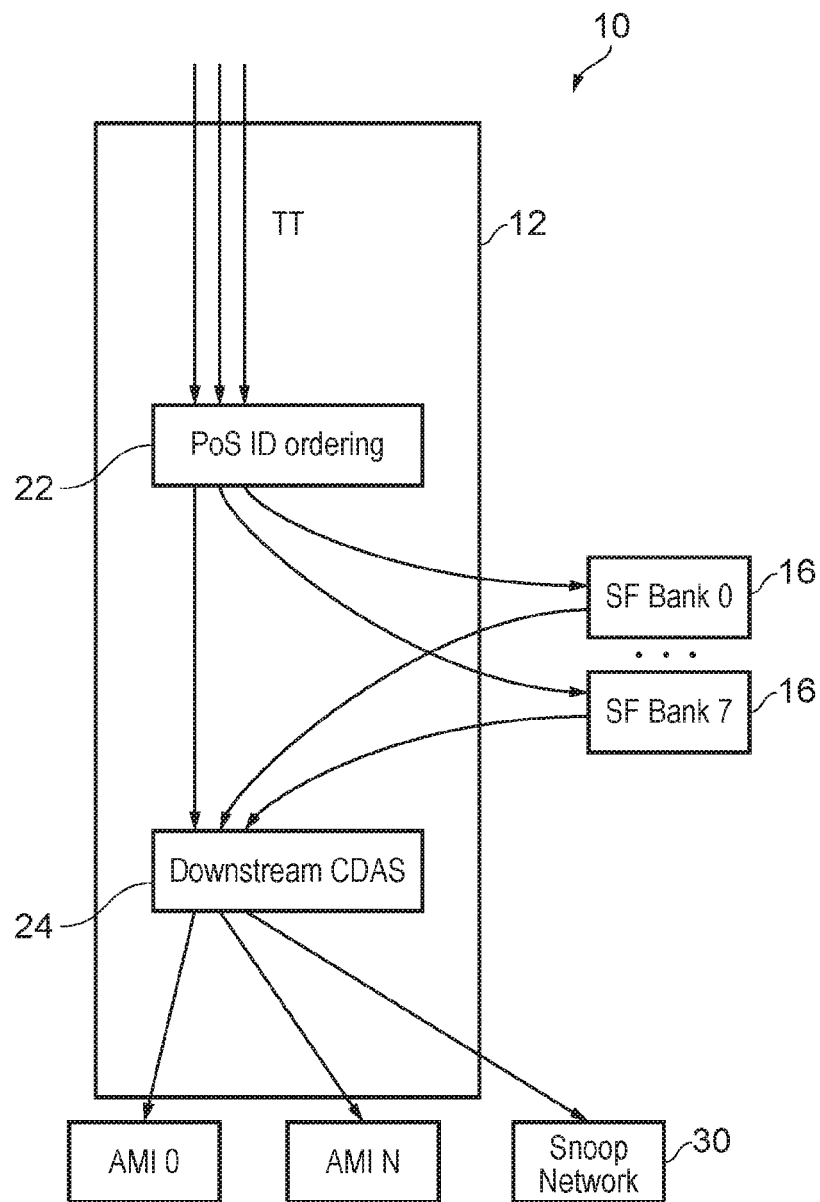 10
TT
12
PoS ID ordering
22
SF Bank 0
16
. . .
SF Bank 7
16
Downstream CDAS
24
AMI 0
AMI N
Snoop
Network
30